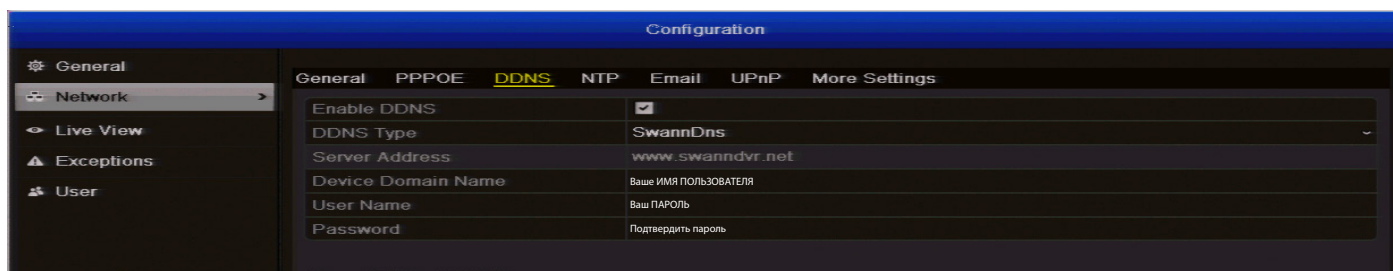 Configuration
General
Network
Live View
Exceptions
User
General PPPOE DDNS NTP Email UPnP More Settings
Enable DDNS
DDNS Type SwannDns
Server Address www.swanndvr.net
Device Domain Name Ваше ИМЯ ПОЛЬЗОВАТЕЛЯ
User Name Ваш ПАРОЛЬ
Password Подтвердить пароль